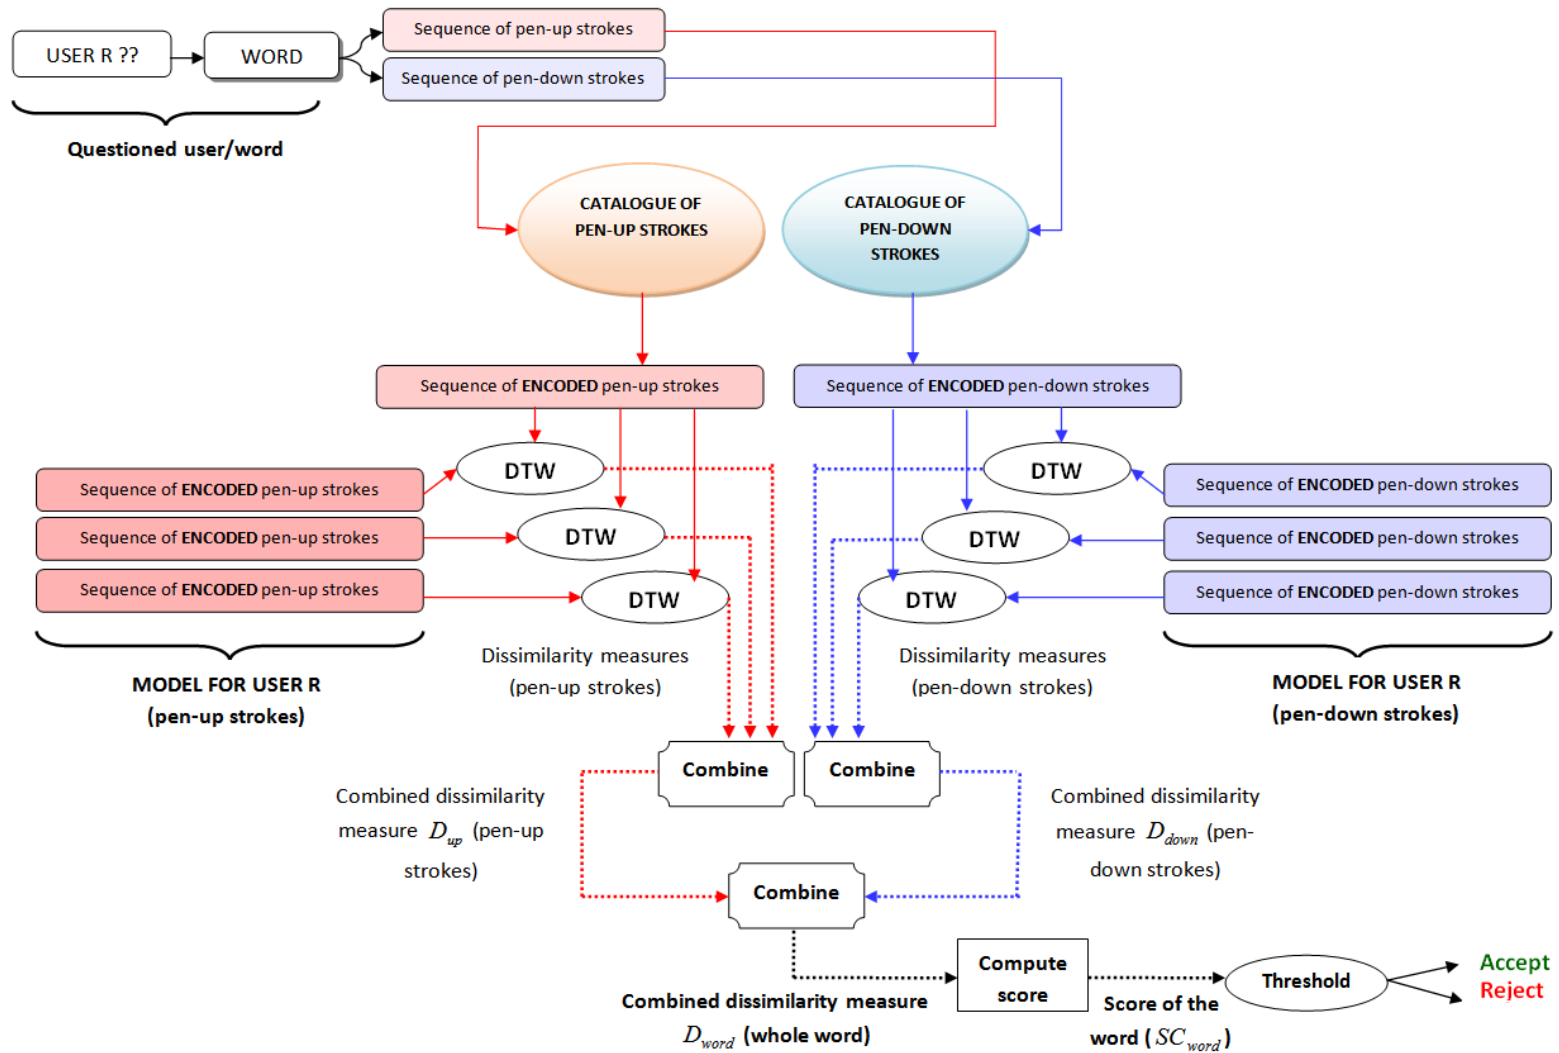 Sequence of pen-up strokes
USER R ??
WORD
Sequence of pen-down strokes
Questioned user/word
CATALOGUE OF
PEN-UP STROKES
CATALOGUE OF
PEN-DOWN
STROKES
Sequence of ENCODED pen-up strokes
Sequence of ENCODED pen-down strokes
DTW
DTW
DTW
DTW
DTW
DTW
Sequence of ENCODED pen-up strokes
Sequence of ENCODED pen-up strokes
Sequence of ENCODED pen-up strokes
Sequence of ENCODED pen-down strokes
Sequence of ENCODED pen-down strokes
Sequence of ENCODED pen-down strokes
MODEL FOR USER R
(pen-up strokes)
Dissimilarity measures
(pen-up strokes)
Dissimilarity measures
(pen-down strokes)
MODEL FOR USER R
(pen-down strokes)
Combine
Combine
Combined dissimilarity
measure D_up (pen-up
strokes)
Combined dissimilarity
measure D_down (pen-
down strokes)
Combine
Combined dissimilarity measure
D_word (whole word)
Compute
score
Score of the
word (SC_word)
Threshold
Accept
Reject